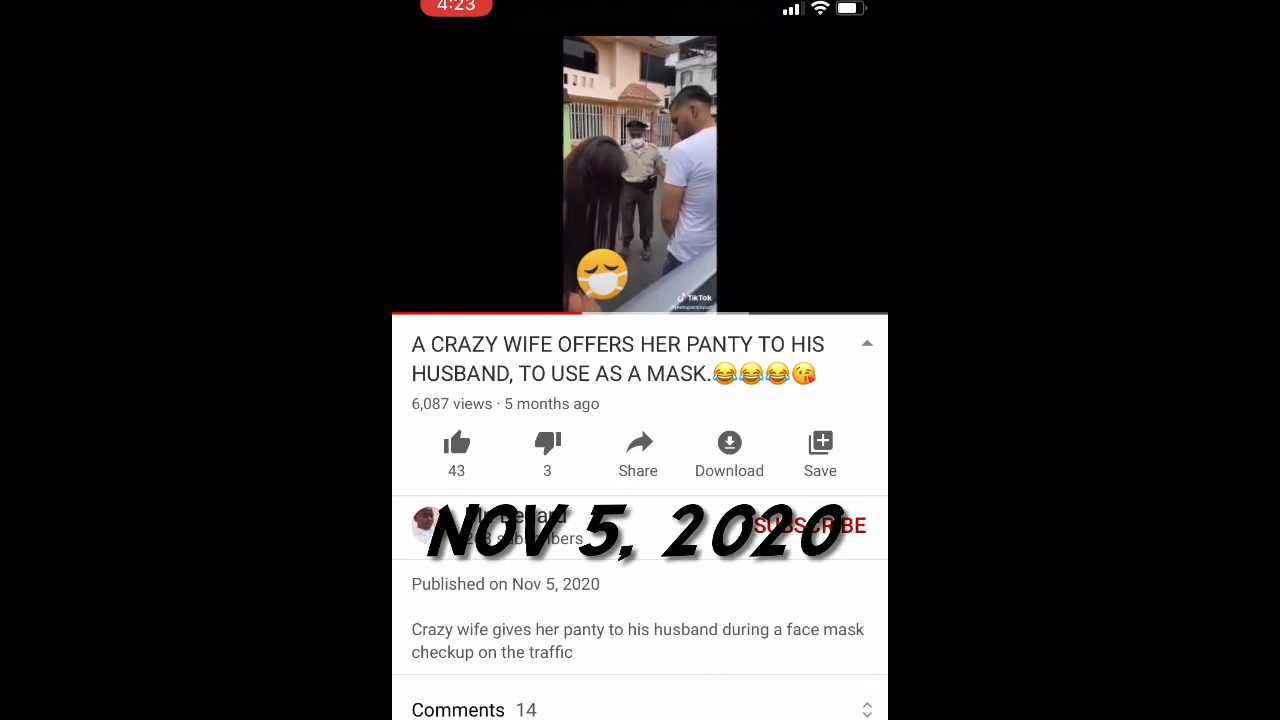 4:23
TikTok
A CRAZY WIFE OFFERS HER PANTY TO HIS
HUSBAND, TO USE AS A MASK.😂😂😂😘
6,087 views · 5 months ago
43
3
Share
Download
Save
NOV 5, 2020
SUBSCRIBE
Published on Nov 5, 2020
Crazy wife gives her panty to his husband during a face mask
checkup on the traffic
Comments 14